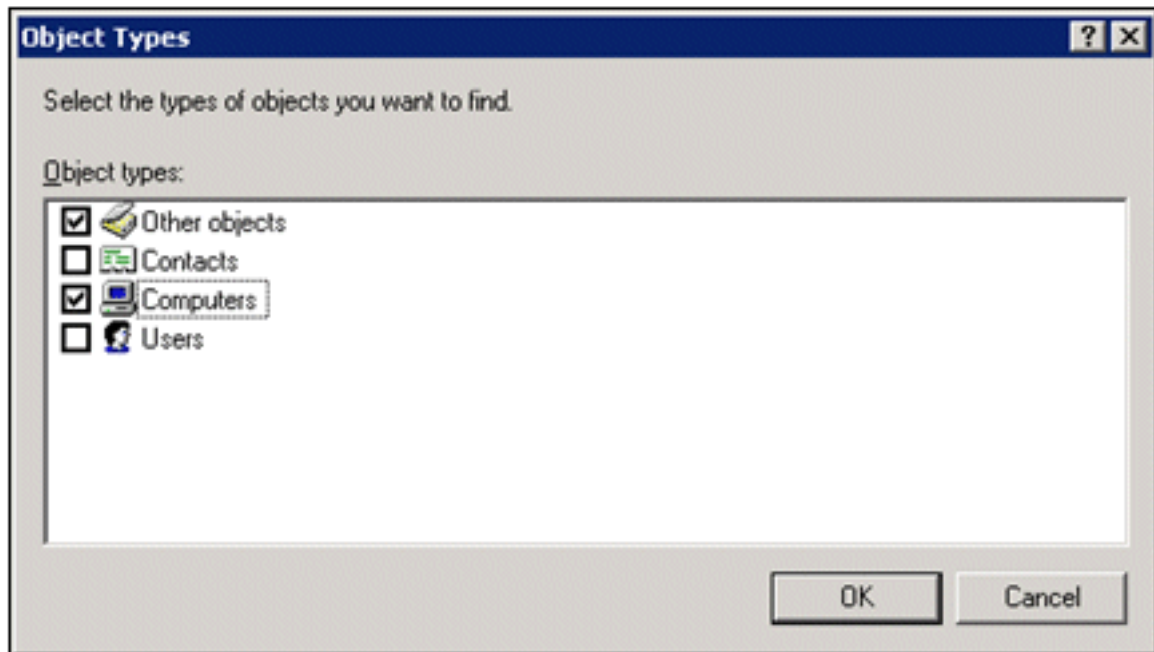 Object Types
Select the types of objects you want to find.
Object types:
Other objects
Contacts
Computers
Users
OK Cancel